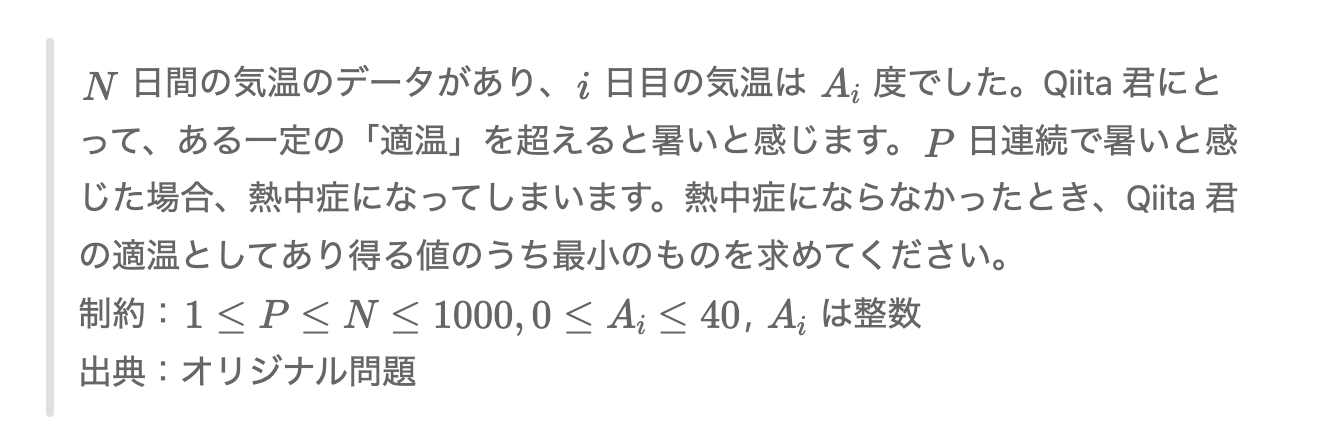 N 日間の気温のデータがあり、i 日目の気温は A_i 度でした。Qiita 君にと
って、ある一定の「適温」を超えると暑いと感じます。P 日連続で暑いと感
じた場合、熱中症になってしまいます。熱中症にならなかったとき、Qiita 君
の適温としてあり得る値のうち最小のものを求めてください。
制約：1 ≤ P ≤ N ≤ 1000, 0 ≤ A_i ≤ 40, A_i は整数
出典：オリジナル問題